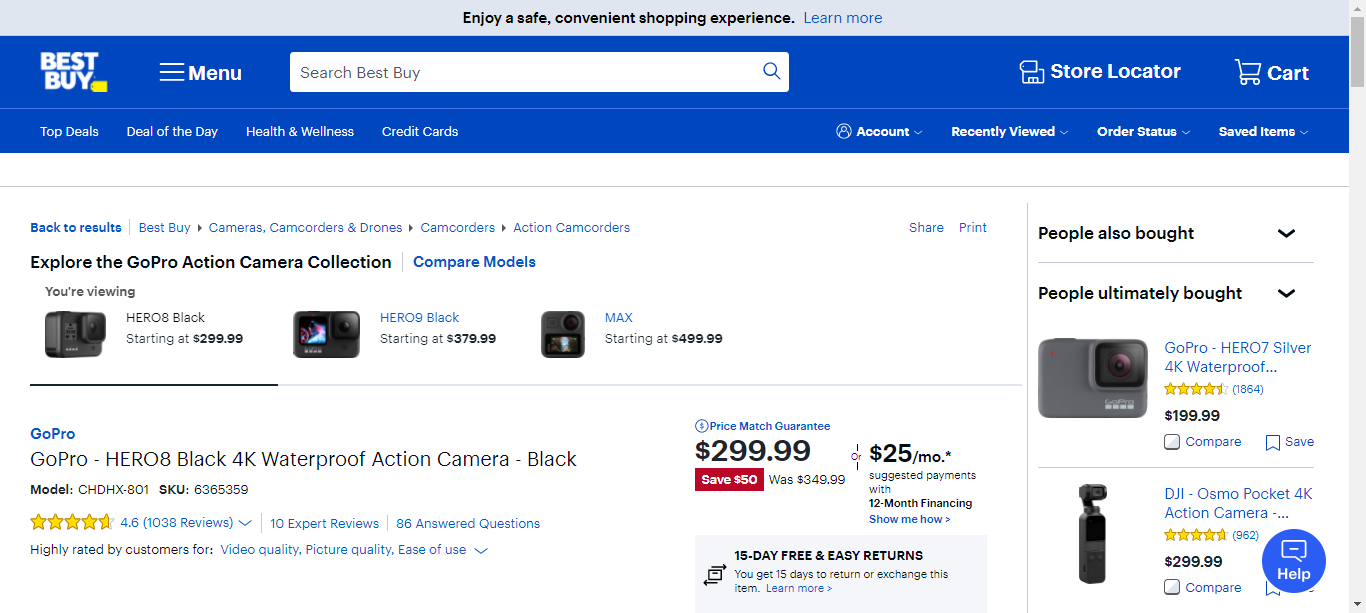 Enjoy a safe, convenient shopping experience. Learn more
BEST BUY
Menu
Search Best Buy
Store Locator
Cart
Top Deals
Deal of the Day
Health & Wellness
Credit Cards
Account
Recently Viewed
Order Status
Saved Items
Back to results
Best Buy
Cameras, Camcorders & Drones
Camcorders
Action Camcorders
Share
Print
Explore the GoPro Action Camera Collection
Compare Models
You're viewing
HERO8 Black
Starting at $299.99
HERO9 Black
Starting at $379.99
MAX
Starting at $499.99
GoPro
GoPro - HERO8 Black 4K Waterproof Action Camera - Black
Model: CHDHX-801 SKU: 6365359
4.6 (1038 Reviews)
10 Expert Reviews
86 Answered Questions
Highly rated by customers for: Video quality, Picture quality, Ease of use
Price Match Guarantee
$299.99
Save $50 Was $349.99
Or
$25/mo.*
suggested payments
with
12-Month Financing
Show me how >
15-DAY FREE & EASY RETURNS
You get 15 days to return or exchange this
item. Learn more >
People also bought
People ultimately bought
GoPro - HERO7 Silver
4K Waterproof...
(1864)
$199.99
Compare
Save
DJI - Osmo Pocket 4K
Action Camera -...
(962)
$299.99
Compare
Help